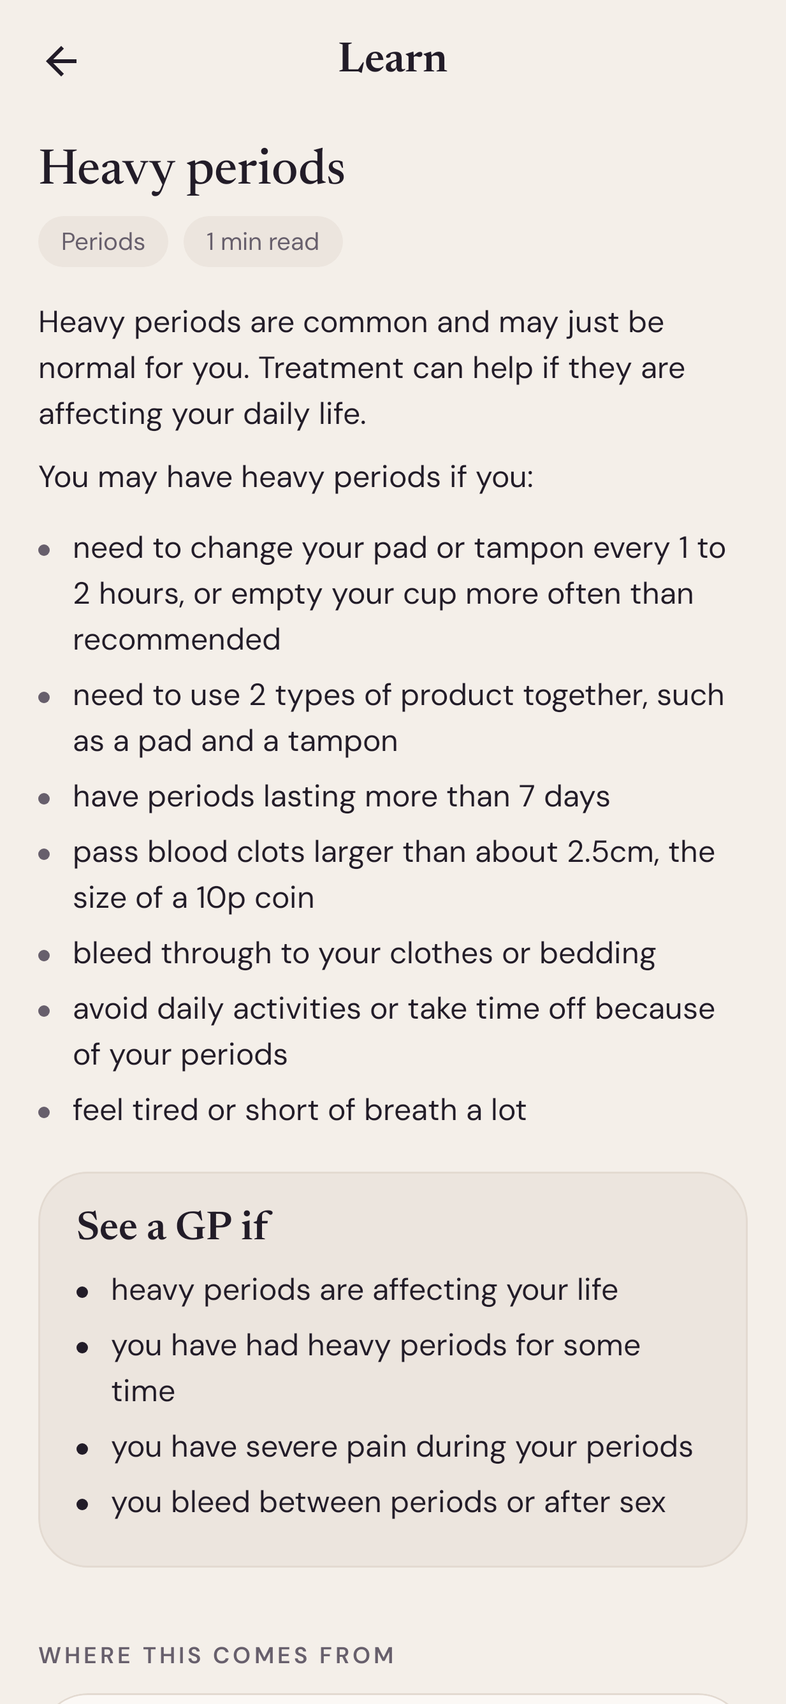 Learn
Heavy periods
Periods
1 min read
Heavy periods are common and may just be
normal for you. Treatment can help if they are
affecting your daily life.
You may have heavy periods if you:
need to change your pad or tampon every 1 to
2 hours, or empty your cup more often than
recommended
need to use 2 types of product together, such
as a pad and a tampon
have periods lasting more than 7 days
pass blood clots larger than about 2.5cm, the
size of a 10p coin
bleed through to your clothes or bedding
avoid daily activities or take time off because
of your periods
feel tired or short of breath a lot
See a GP if
heavy periods are affecting your life
you have had heavy periods for some
time
you have severe pain during your periods
you bleed between periods or after sex
WHERE THIS COMES FROM